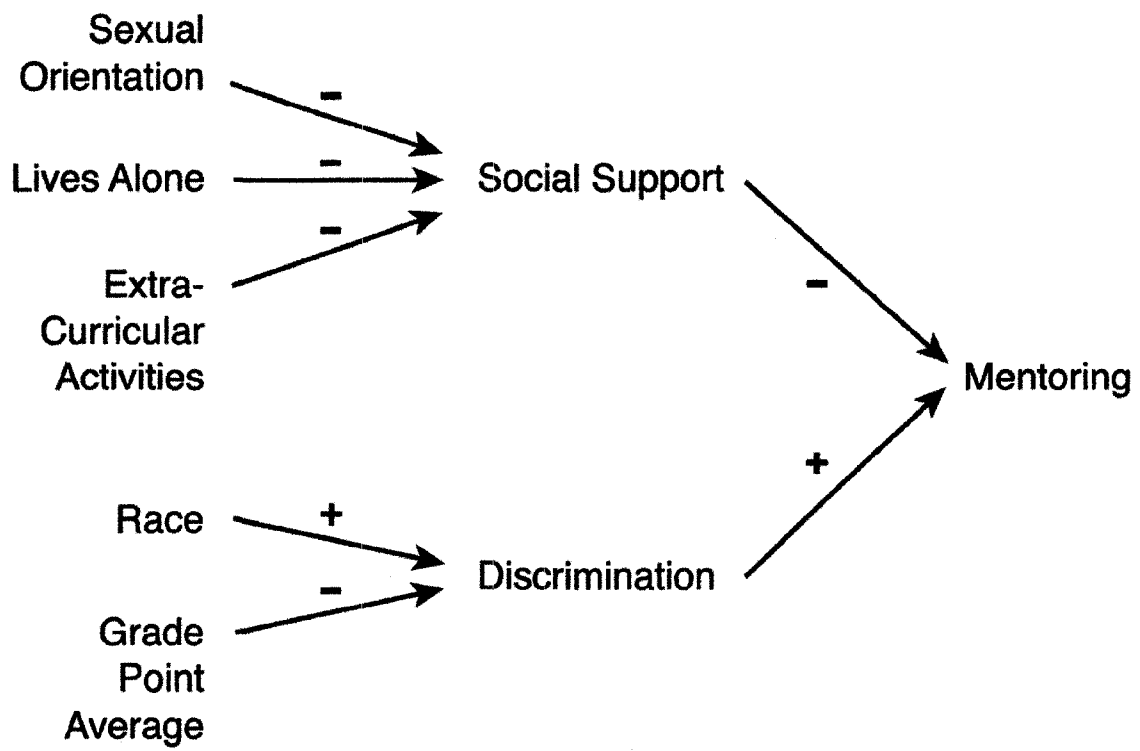 Sexual
Orientation
-
Lives Alone
-
Social Support
-
Extra-
Curricular
Activities
-
Mentoring
+
Race
+
Discrimination
-
Grade
Point
Average